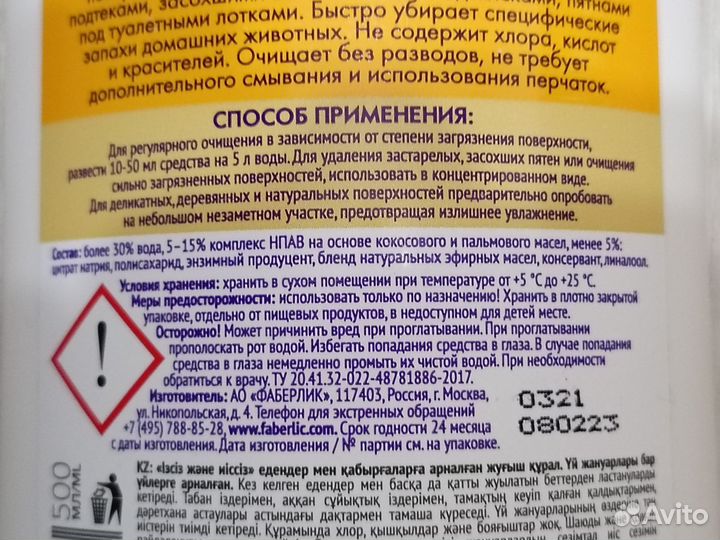 подтеками, засохшими
пятнами
под туалетными лотками. Быстро убирает специфические
запахи домашних животных. Не содержит хлора, кислот
и красителей. Очищает без разводов, не требует
дополнительного смывания и использования перчаток.
СПОСОБ ПРИМЕНЕНИЯ:
Для регулярного очищения в зависимости от степени загрязнения поверхности,
развести 10-50 мл средства на 5 л воды. Для удаления застарелых, засохших пятен или очищения
сильно загрязненных поверхностей, использовать в концентрированном виде.
Для деликатных, деревянных и натуральных поверхностей предварительно опробовать
на небольшом незаметном участке, предотвращая излишнее увлажнение.
Состав: более 30% вода, 5–15% комплекс НПАВ на основе кокосового и пальмового масел, менее 5%:
цитрат натрия, полисахарид, энзимный продуцент, бленд натуральных эфирных масел, консервант, линалоол.
Условия хранения: хранить в сухом помещении при температуре от +5 °C до +25 °C.
Меры предосторожности: использовать только по назначению! Хранить в плотно закрытой
упаковке, отдельно от пищевых продуктов, в недоступном для детей месте.
Осторожно! Может причинить вред при проглатывании. При проглатывании
прополоскать рот водой. Избегать попадания средства в глаза. В случае попадания
средства в глаза немедленно промыть их чистой водой. При необходимости
обратиться к врачу. ТУ 20.41.32-022-48781886-2017.
Изготовитель: АО «ФАБЕРЛИК», 117403, Россия, г. Москва,
ул. Никопольская, д. 4. Телефон для экстренных обращений
+7 (495) 788-85-28, www.faberlic.com. Срок годности 24 месяца
с даты изготовления. Дата изготовления / № партии см. на упаковке.
0321
080223
500
МЛ/ML
KZ: «Ізсіз және иіссіз» едендер мен қабырғаларға арналған жуғыш құрал. Үй жануарлары бар
үйлерге арналған. Кез келген едендер мен басқа да қатты жуылатын беттерден ластануларды
кетіреді. Табан іздерімен, аққан сұйықтық іздерімен, тамақтың кеуіп қалған қалдықтарымен,
дәретхана астаулары астындағы дақтармен тамаша күреседі. Үй жануарларының өздеріне тән
иістерін тиімді кетіреді. Құрамында хлор, қышқылдар және бояғыштар жоқ.
Avito